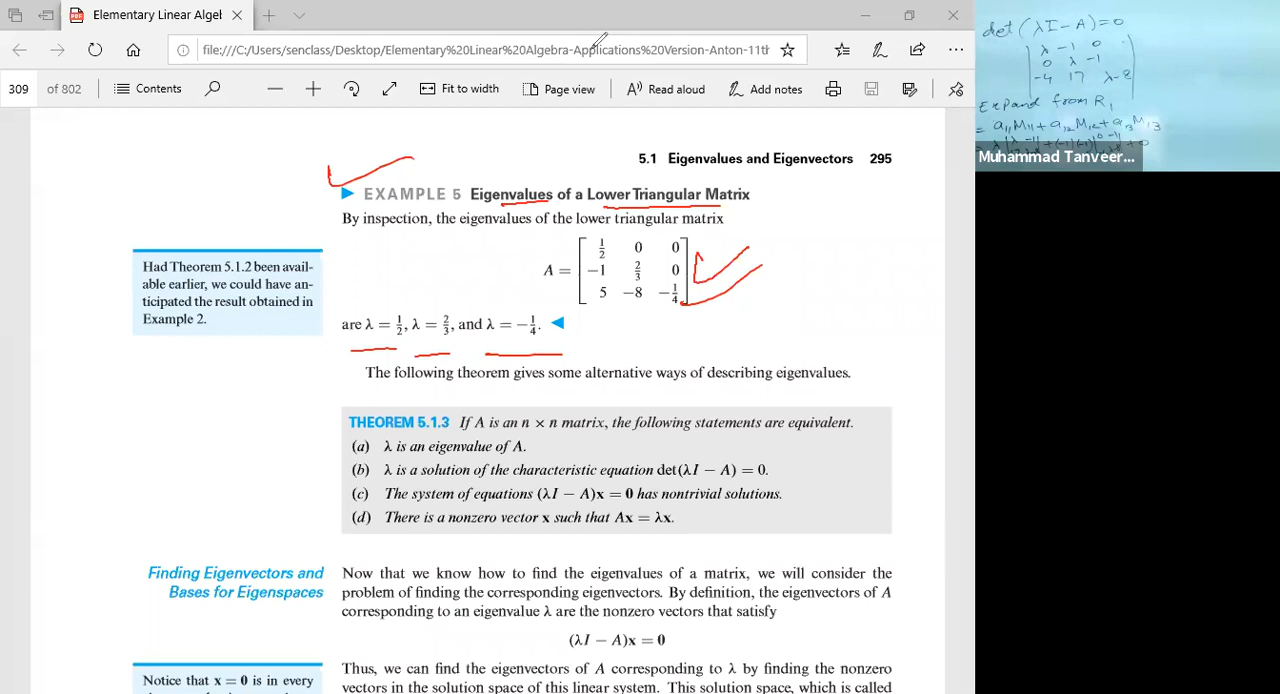 Elementary Linear Algel
file:///C:/Users/senclass/Desktop/Elementary%20Linear%20Algebra-Applications%20Version-Anton-11th
309 of 802
Contents
Fit to width
Page view
Read aloud
Add notes
5.1 Eigenvalues and Eigenvectors 295
EXAMPLE 5 Eigenvalues of a Lower Triangular Matrix
By inspection, the eigenvalues of the lower triangular matrix
A = [ 1/2 0 0
−1 2/3 0
5 −8 −1/4 ]
are λ = 1/2, λ = 2/3, and λ = −1/4.
Had Theorem 5.1.2 been avail-
able earlier, we could have an-
ticipated the result obtained in
Example 2.
The following theorem gives some alternative ways of describing eigenvalues.
THEOREM 5.1.3 If A is an n × n matrix, the following statements are equivalent.
(a) λ is an eigenvalue of A.
(b) λ is a solution of the characteristic equation det(λI − A) = 0.
(c) The system of equations (λI − A)x = 0 has nontrivial solutions.
(d) There is a nonzero vector x such that Ax = λx.
Finding Eigenvectors and
Bases for Eigenspaces
Now that we know how to find the eigenvalues of a matrix, we will consider the
problem of finding the corresponding eigenvectors. By definition, the eigenvectors of A
corresponding to an eigenvalue λ are the nonzero vectors that satisfy
(λI − A)x = 0
Notice that x = 0 is in every
Thus, we can find the eigenvectors of A corresponding to λ by finding the nonzero
vectors in the solution space of this linear system. This solution space, which is called
det (λI − A) = 0
λ −1 0
0 λ −1
−4 17 λ−8
Expand from R1
= a11M11 + a12M12 + a13M13
Muhammad Tanveer...